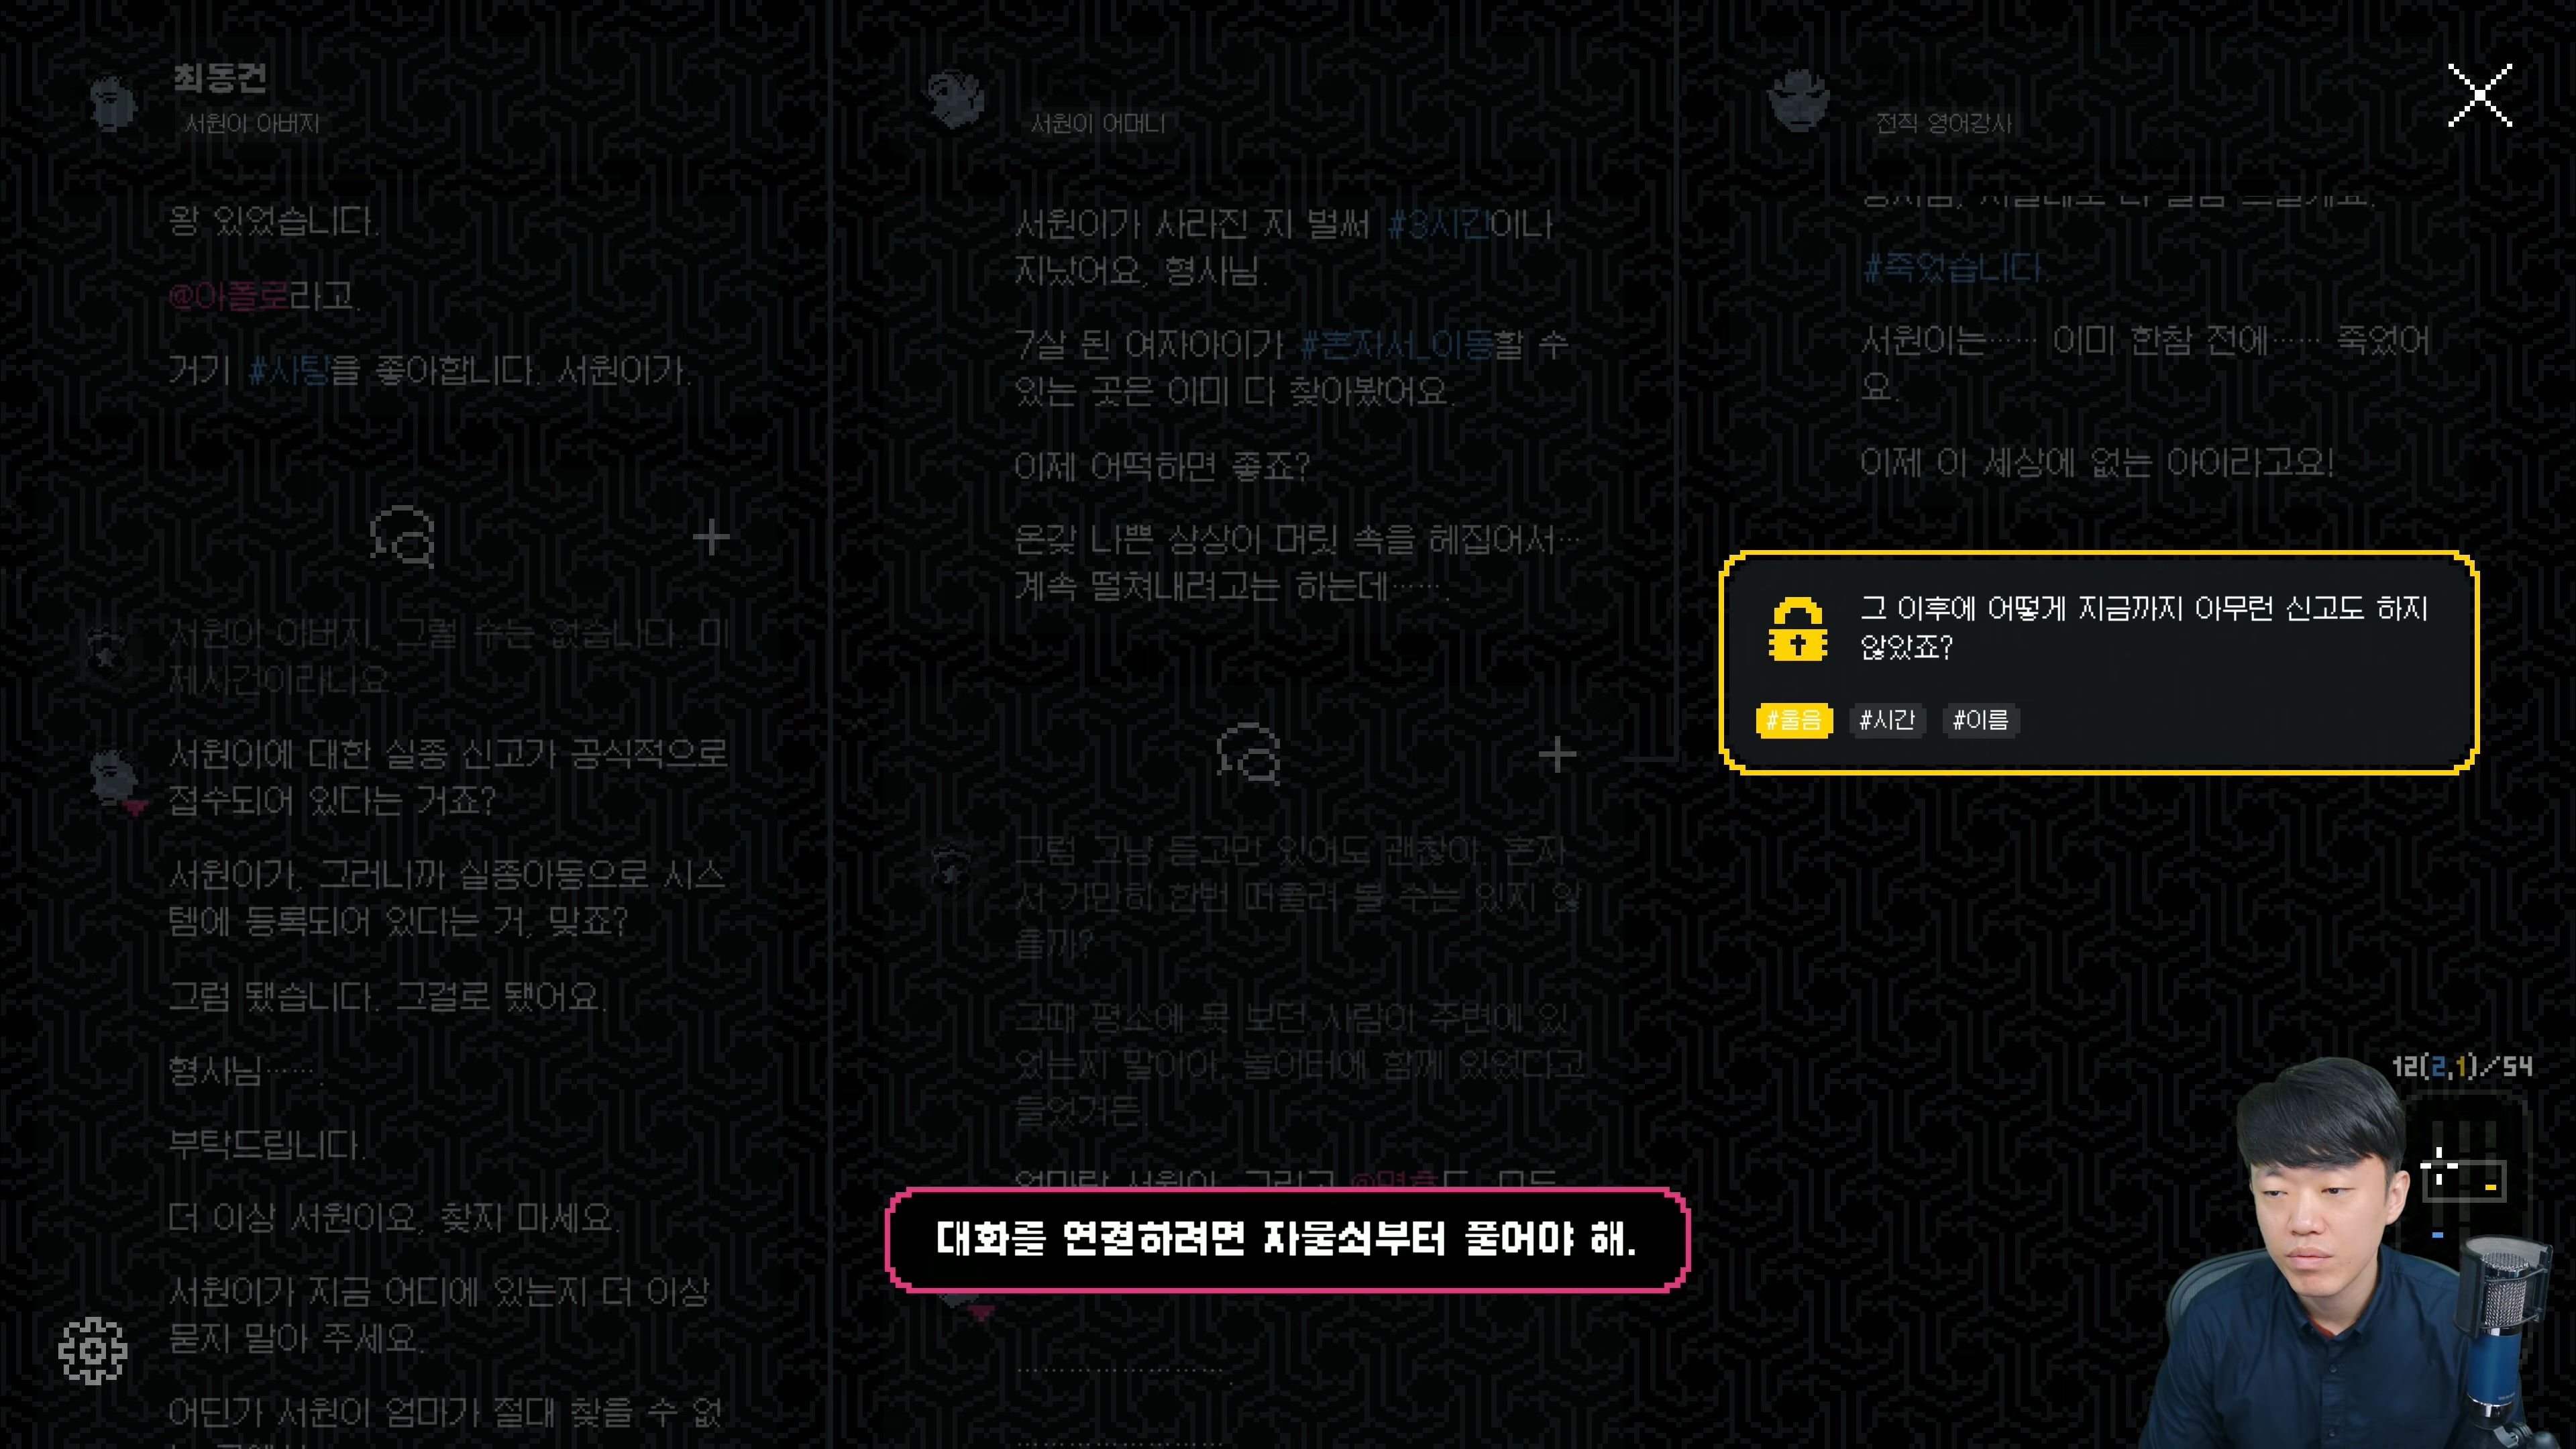 최동건
서원이 아버지
왕 있었습니다.
@아폴로라고.
거기 #사탕을 좋아합니다. 서원이가.
서원이 아버지, 그럴 수는 없습니다. 미
제사건이라니요.
서원이에 대한 실종 신고가 공식적으로
접수되어 있다는 거죠?
서원이가, 그러니까 실종아동으로 시스
템에 등록되어 있다는 거, 맞죠?
그럼 됐습니다. 그걸로 됐어요.
형사님…….
부탁드립니다.
더 이상 서원이요, 찾지 마세요.
서원이가 지금 어디에 있는지 더 이상
묻지 말아 주세요.
어딘가 서원이 엄마가 절대 찾을 수 없
서원이 어머니
서원이가 사라진 지 벌써 #3시간이나
지났어요, 형사님.
7살 된 여자아이가 #혼자서_이동할 수
있는 곳은 이미 다 찾아봤어요.
이제 어떡하면 좋죠?
온갖 나쁜 상상이 머릿 속을 헤집어서…
계속 떨쳐내려고는 하는데…….
그럼 그냥 듣고만 있어도 괜찮아. 혼자
서 가만히 한번 떠올려 볼 수는 있지 않
을까?
그때 평소에 못 보던 사람이 주변에 있
었는지 말이야. 놀이터에 함께 있었다고
들었거든.
엄마랑 서원이, 그리고
…………………….
전직 영어강사
#죽었습니다.
서원이는…… 이미 한참 전에…… 죽었어
요.
이제 이 세상에 없는 아이라고요!
그 이후에 어떻게 지금까지 아무런 신고도 하지
않았죠?
#울음 #시간 #이름
대화를 연결하려면 자물쇠부터 풀어야 해.
12(2,1)/54